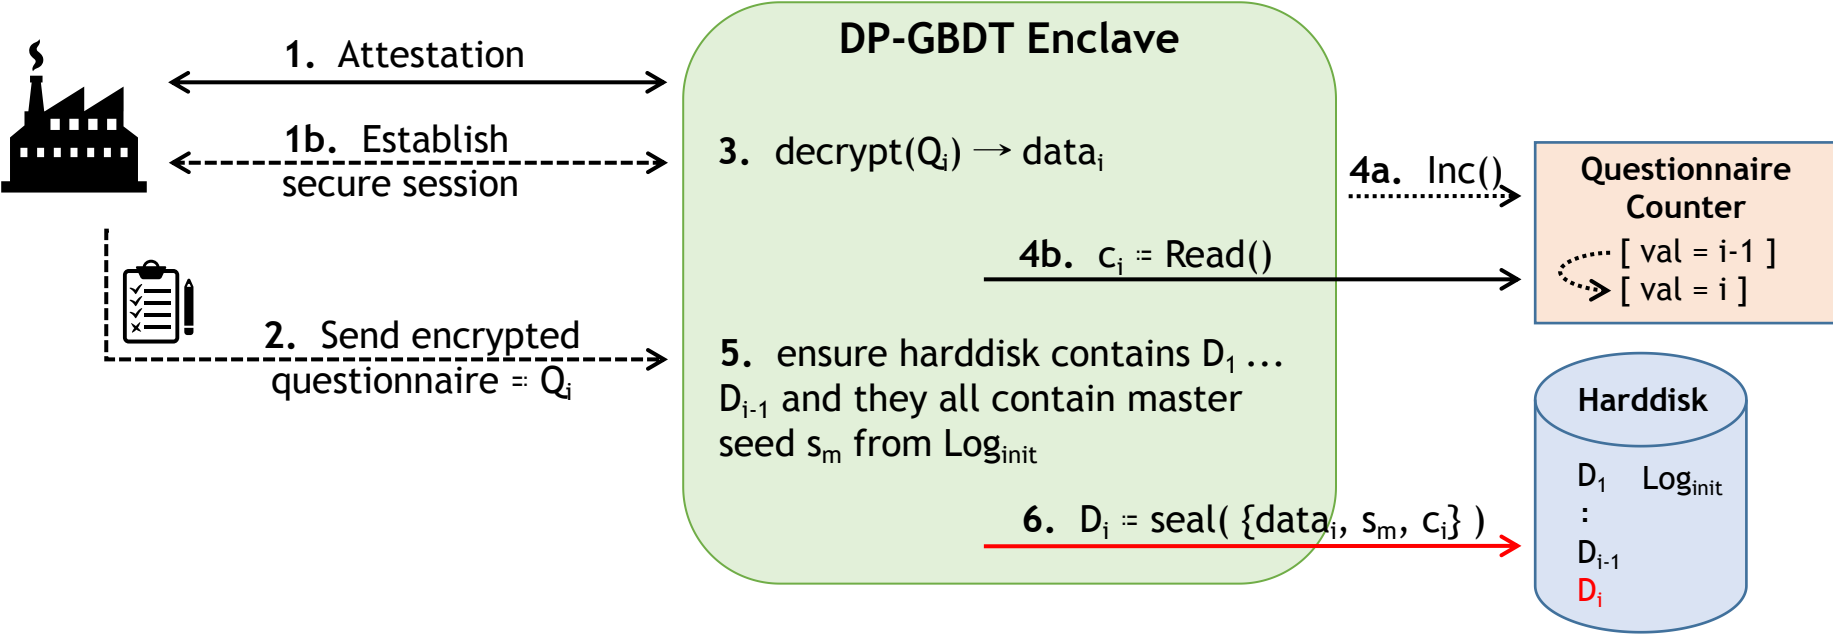 DP-GBDT Enclave
1. Attestation
1b. Establish
secure session
2. Send encrypted
questionnaire = Qi
3. decrypt(Qi) → datai
4a. Inc()
4b. ci := Read()
5. ensure harddisk contains D1 ...
Di-1 and they all contain master
seed sm from Loginit
6. Di := seal( {datai, sm, ci} )
Questionnaire
Counter
[ val = i-1 ]
[ val = i ]
Harddisk
D1 Loginit
:
Di-1
Di